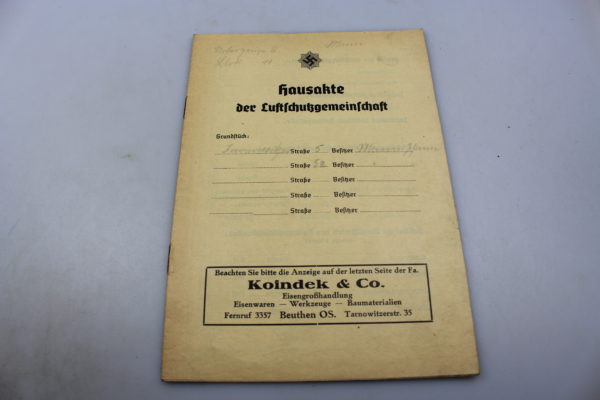 Hausakte
der Luftschutzgemeinschaft
Grundstück:
Straße 5 Besitzer
Straße 5a Besitzer
Straße Besitzer
Straße Besitzer
Straße Besitzer
Beachten Sie bitte die Anzeige auf der letzten Seite der Fa.
Koindek & Co.
Eisengroßhandlung
Eisenwaren — Werkzeuge — Baumaterialien
Fernruf 3357 Beuthen OS. Tarnowitzerstr. 35